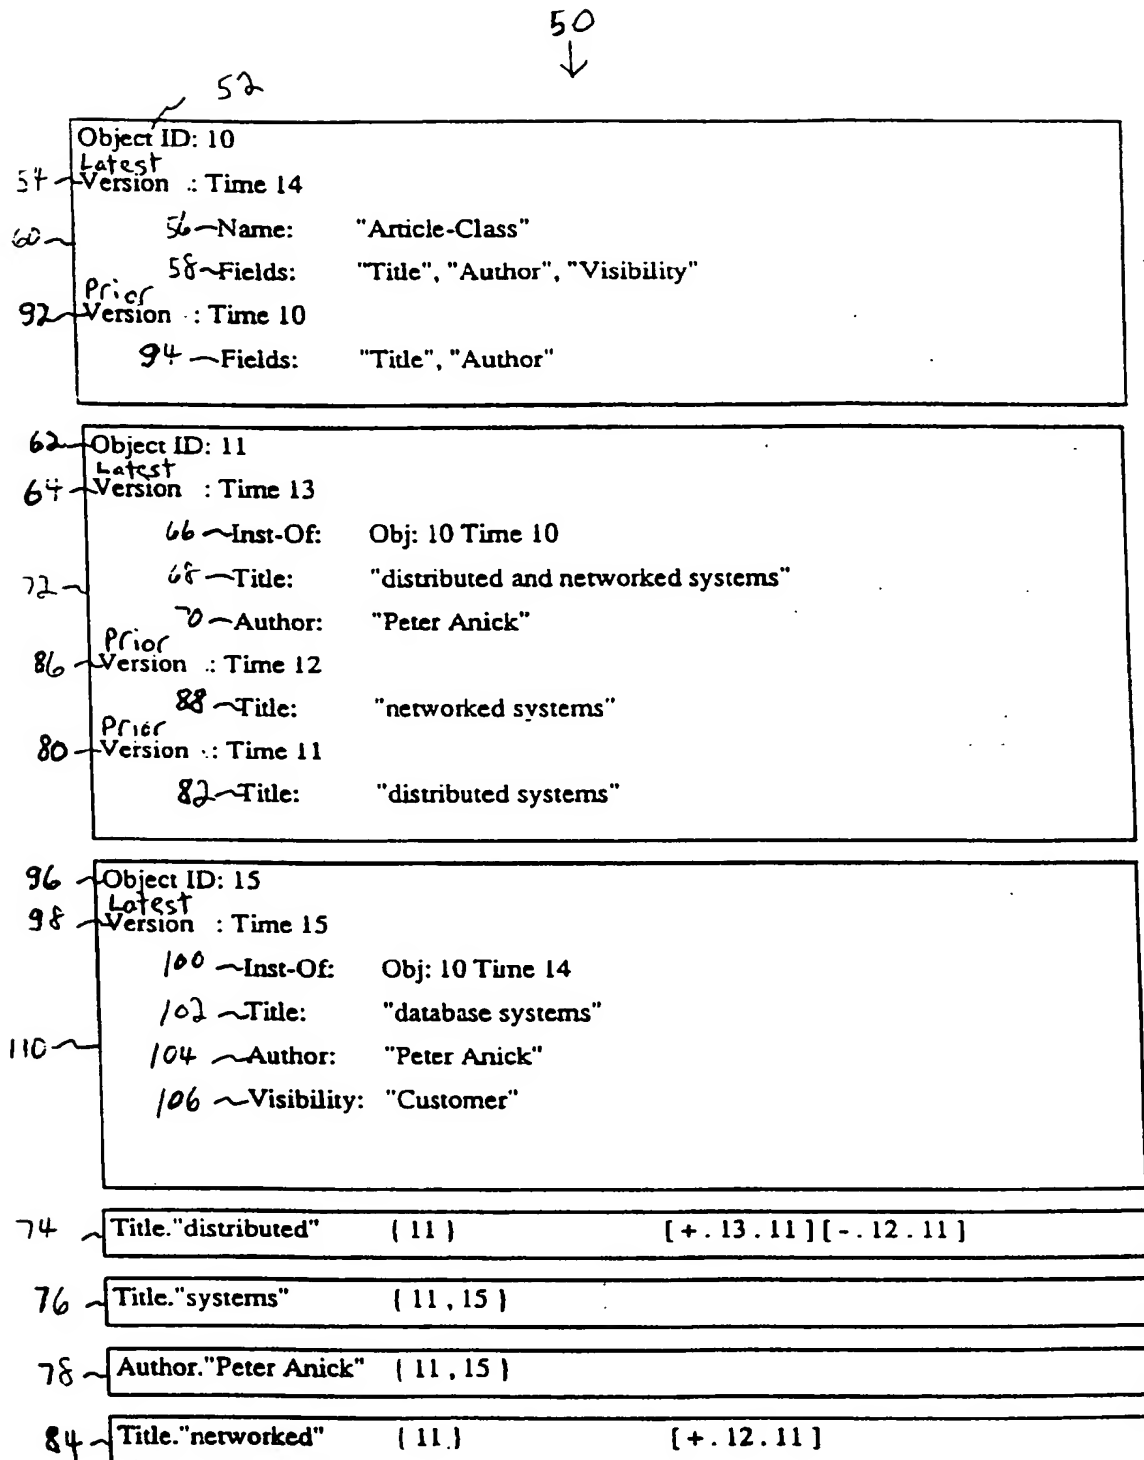 50
52
Object ID: 10
Latest
54 Version .: Time 14
60
56 Name: "Article-Class"
58 Fields: "Title", "Author", "Visibility"
Prior
92 Version .: Time 10
94 Fields: "Title", "Author"
62 Object ID: 11
Latest
64 Version : Time 13
66 Inst-Of: Obj: 10 Time 10
72
68 Title: "distributed and networked systems"
70 Author: "Peter Anick"
Prior
86 Version .: Time 12
88 Title: "networked systems"
Prior
80 Version .: Time 11
82 Title: "distributed systems"
96 Object ID: 15
Latest
98 Version : Time 15
100 Inst-Of: Obj: 10 Time 14
102 Title: "database systems"
110
104 Author: "Peter Anick"
106 Visibility: "Customer"
74 Title."distributed" { 11 } [ + . 13 . 11 ] [ - . 12 . 11 ]
76 Title."systems" { 11 , 15 }
78 Author."Peter Anick" { 11 , 15 }
84 Title."networked" { 11 } [ + . 12 . 11 ]